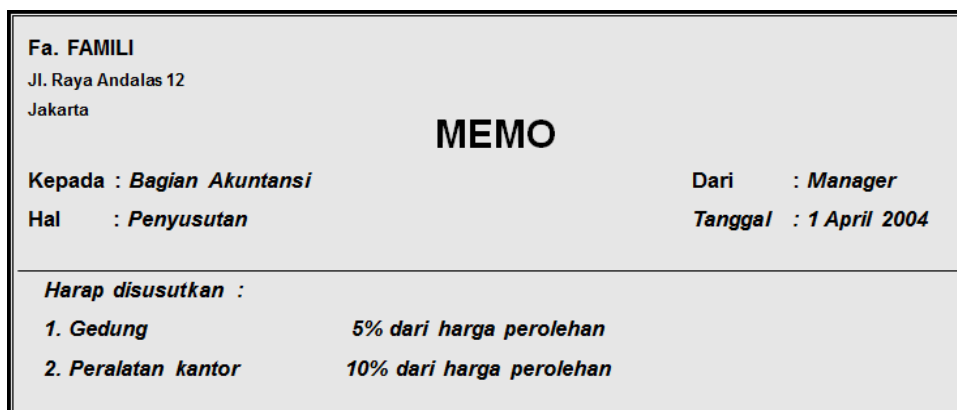 Fa. FAMILI
Jl. Raya Andalas 12
Jakarta
MEMO
Kepada : Bagian Akuntansi Dari : Manager
Hal : Penyusutan Tanggal : 1 April 2004
Harap disusutkan :
1. Gedung 5% dari harga perolehan
2. Peralatan kantor 10% dari harga perolehan